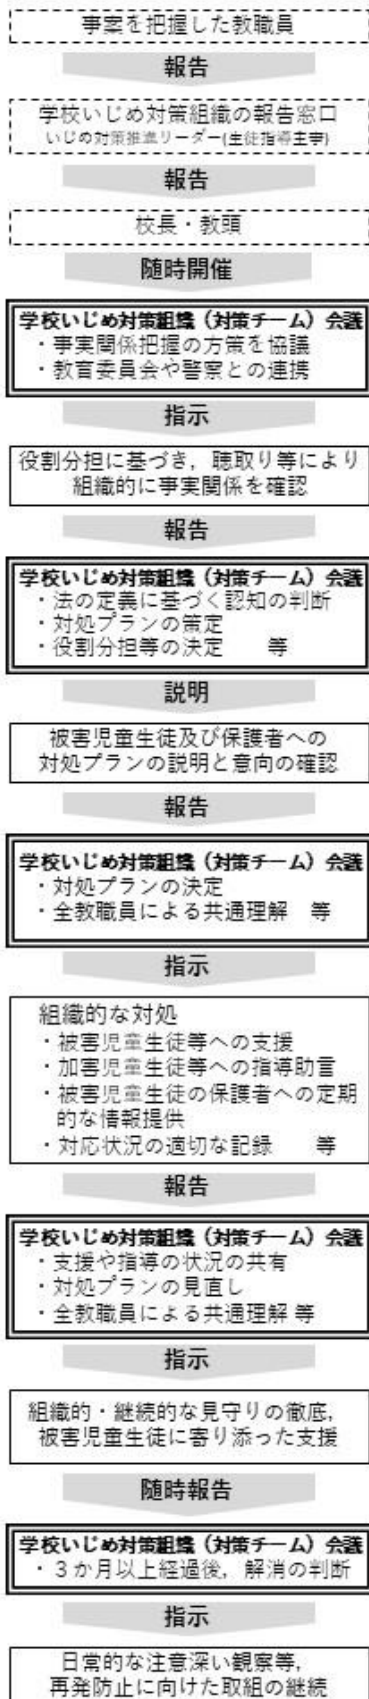 事案を把握した教職員
報告
学校いじめ対策組織の報告窓口
いじめ対策推進リーダー(生徒指導主事)
報告
校長・教頭
随時開催
学校いじめ対策組織（対策チーム）会議
・事実関係把握の方策を協議
・教育委員会や警察との連携
指示
役割分担に基づき，聴取り等により
組織的に事実関係を確認
報告
学校いじめ対策組織（対策チーム）会議
・法の定義に基づく認知の判断
・対処プランの策定
・役割分担等の決定　　等
説明
被害児童生徒及び保護者への
対処プランの説明と意向の確認
報告
学校いじめ対策組織（対策チーム）会議
・対処プランの決定
・全教職員による共通理解　等
指示
組織的な対処
・被害児童生徒等への支援
・加害児童生徒等への指導助言
・被害児童生徒の保護者への定期
的な情報提供
・対応状況の適切な記録　　等
報告
学校いじめ対策組織（対策チーム）会議
・支援や指導の状況の共有
・対処プランの見直し
・全教職員による共通理解 等
指示
組織的・継続的な見守りの徹底，
被害児童生徒に寄り添った支援
随時報告
学校いじめ対策組織（対策チーム）会議
・３か月以上経過後，解消の判断
指示
日常的な注意深い観察等，
再発防止に向けた取組の継続